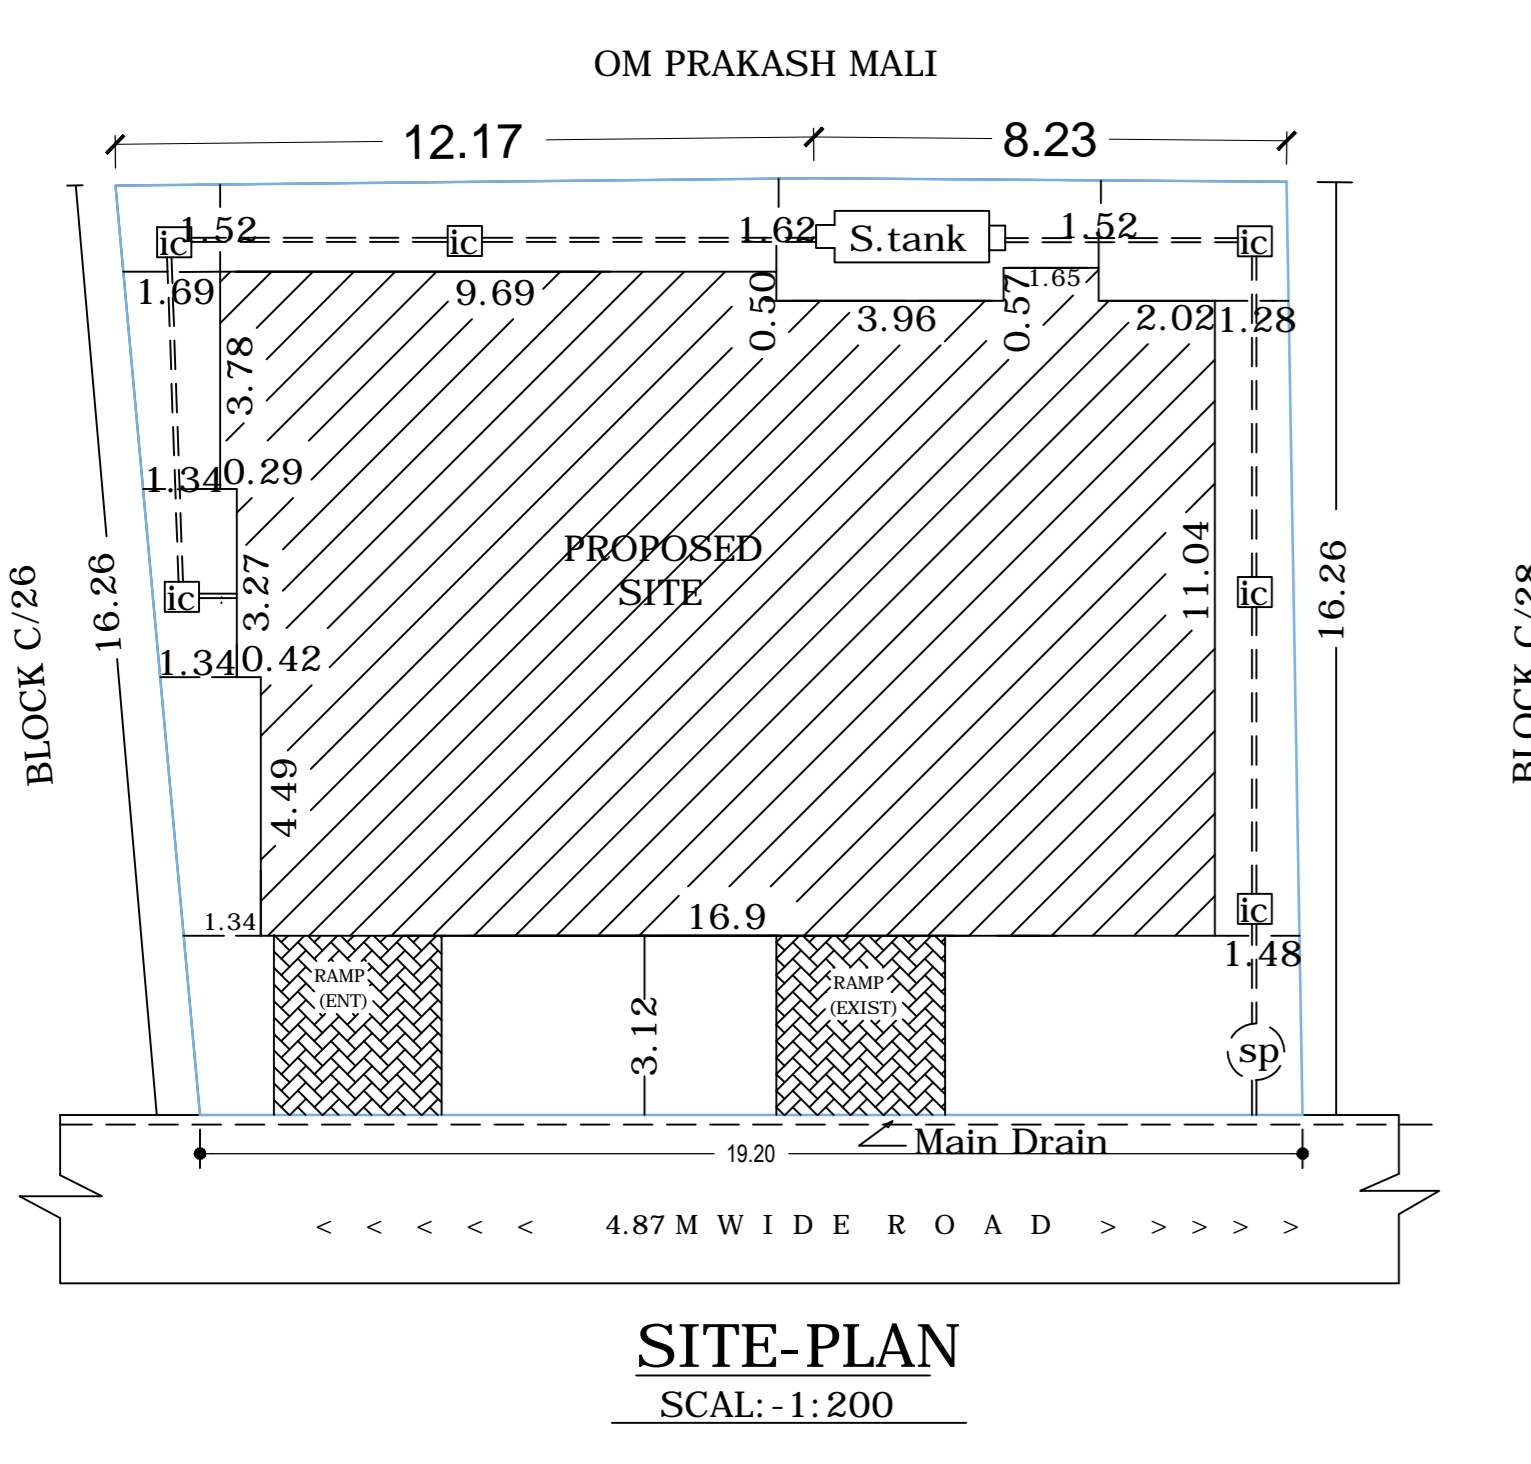 OM PRAKASH MALI
12.17
8.23
1.52
1.62
1.52
ic
ic
S.tank
ic
1.69
9.69
0.50
3.96
0.57
1.65
2.02
1.28
3.78
1.34
0.29
PROPOSED
SITE
11.04
16.26
16.26
BLOCK C/26
BLOCK C/28
ic
3.27
ic
1.34
0.42
4.49
1.34
16.9
ic
1.48
RAMP
(ENT)
RAMP
(EXIST)
3.12
sp
Main Drain
19.20
< < < < < 4.87 M W I D E R O A D > > > > >
SITE-PLAN
SCAL:-1:200